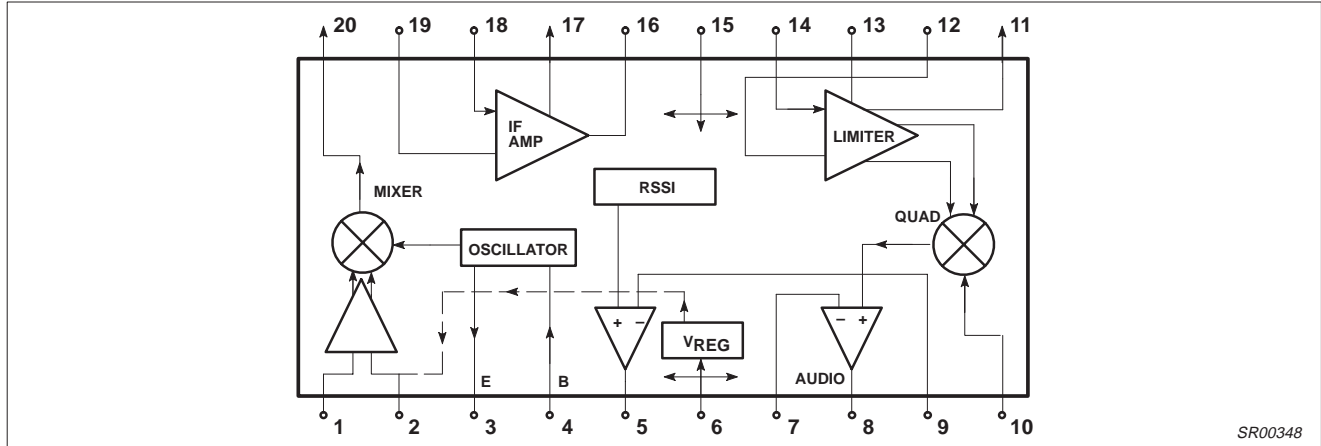 20 19 18 17 16 15 14 13 12 11
IF
AMP
LIMITER
RSSI
MIXER
QUAD
OSCILLATOR
+ −
− +
VREG
E B
AUDIO
1 2 3 4 5 6 7 8 9 10
SR00348